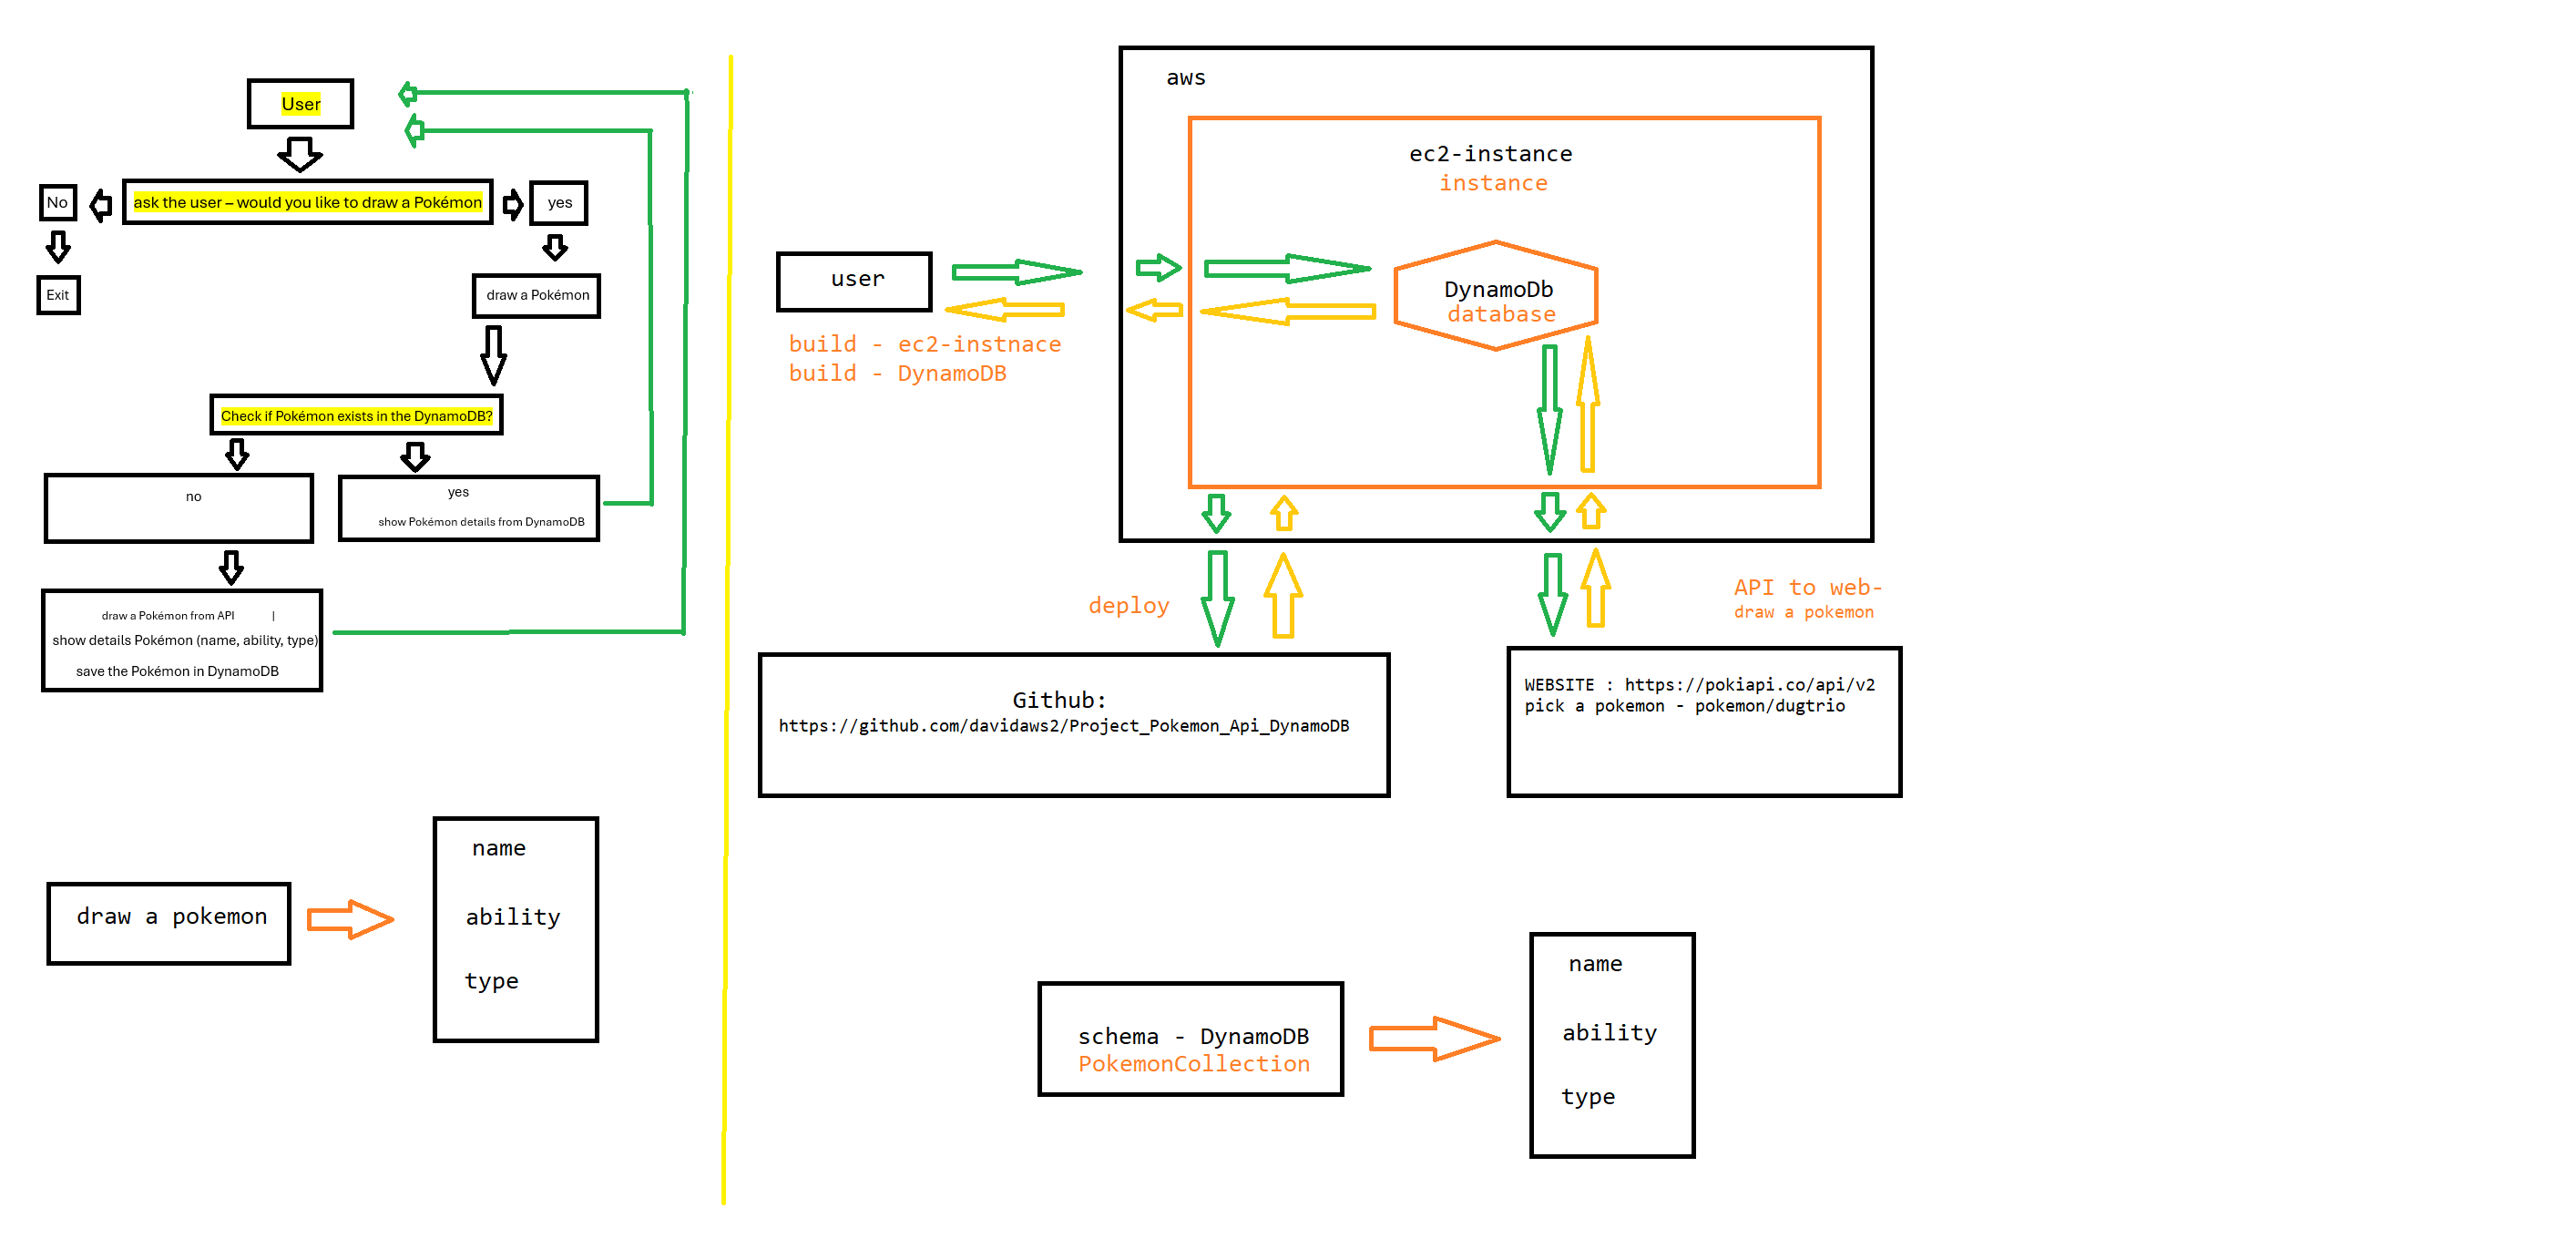 User
ask the user – would you like to draw a Pokémon
No
yes
Exit
draw a Pokémon
Check if Pokémon exists in the DynamoDB?
no
yes
show Pokémon details from DynamoDB
draw a Pokémon from API |
show details Pokémon (name, ability, type)
save the Pokémon in DynamoDB
draw a pokemon
name
ability
type
aws
ec2-instance
instance
user
DynamoDb
database
build - ec2-instnace
build - DynamoDB
deploy
API to web-
draw a pokemon
Github:
https://github.com/davidaws2/Project_Pokemon_Api_DynamoDB
WEBSITE : https://pokiapi.co/api/v2
pick a pokemon - pokemon/dugtrio
schema - DynamoDB
PokemonCollection
name
ability
type